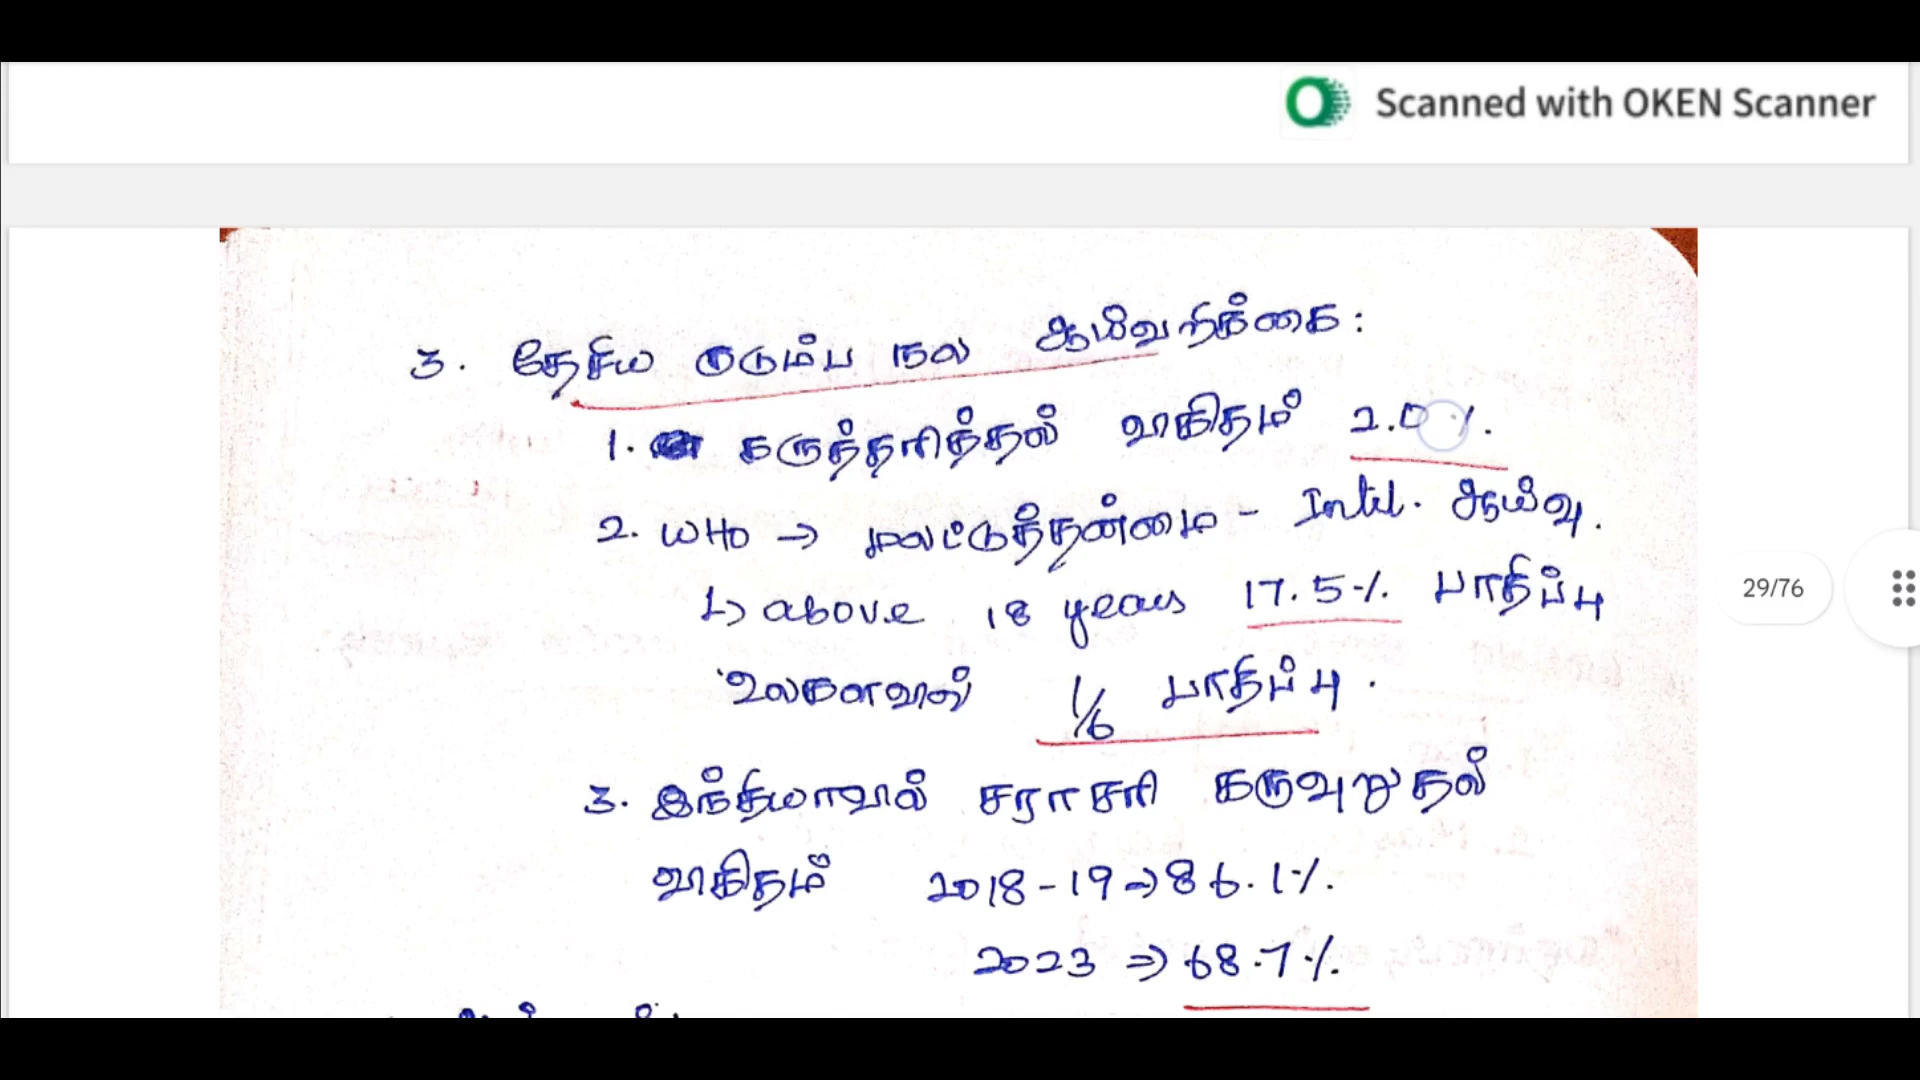 Scanned with OKEN Scanner
3. தேசிய குடும்ப நல ஆய்வறிக்கை:
1. கருத்தரித்தல் விகிதம் 2.0%.
2. WHO → மலட்டுத்தன்மை - Intel. ஆய்வு.
↳ above 18 years 17.5% பாதிப்பு
29/76
உலகளவில் 1/6 பாதிப்பு.
3. இந்தியாவில் சராசரி கருவுறுதல்
விகிதம் 2018-19 → 86.1%.
2023 ⇒ 68.7%.